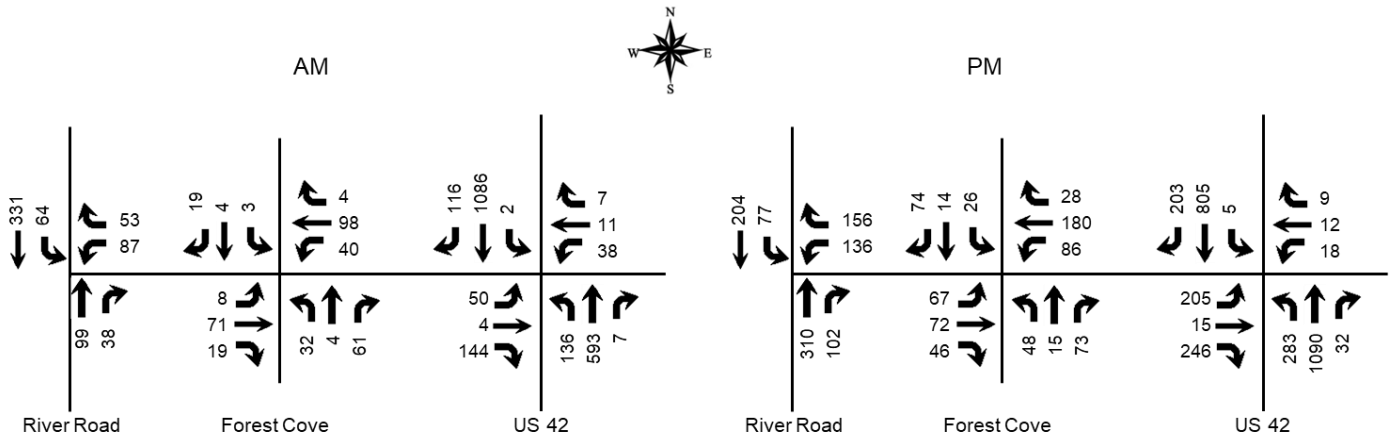 N
W E
S
AM
PM
331 64
53
87
99 38
19 4 3
4
98
40
8
71
19
32 4 61
116 1086 2
7
11
38
50
4
144
136 593 7
River Road Forest Cove US 42
204 77
156
136
310 102
74 14 26
28
180
86
67
72
46
48 15 73
203 805 5
9
12
18
205
15
246
283 1090 32
River Road Forest Cove US 42